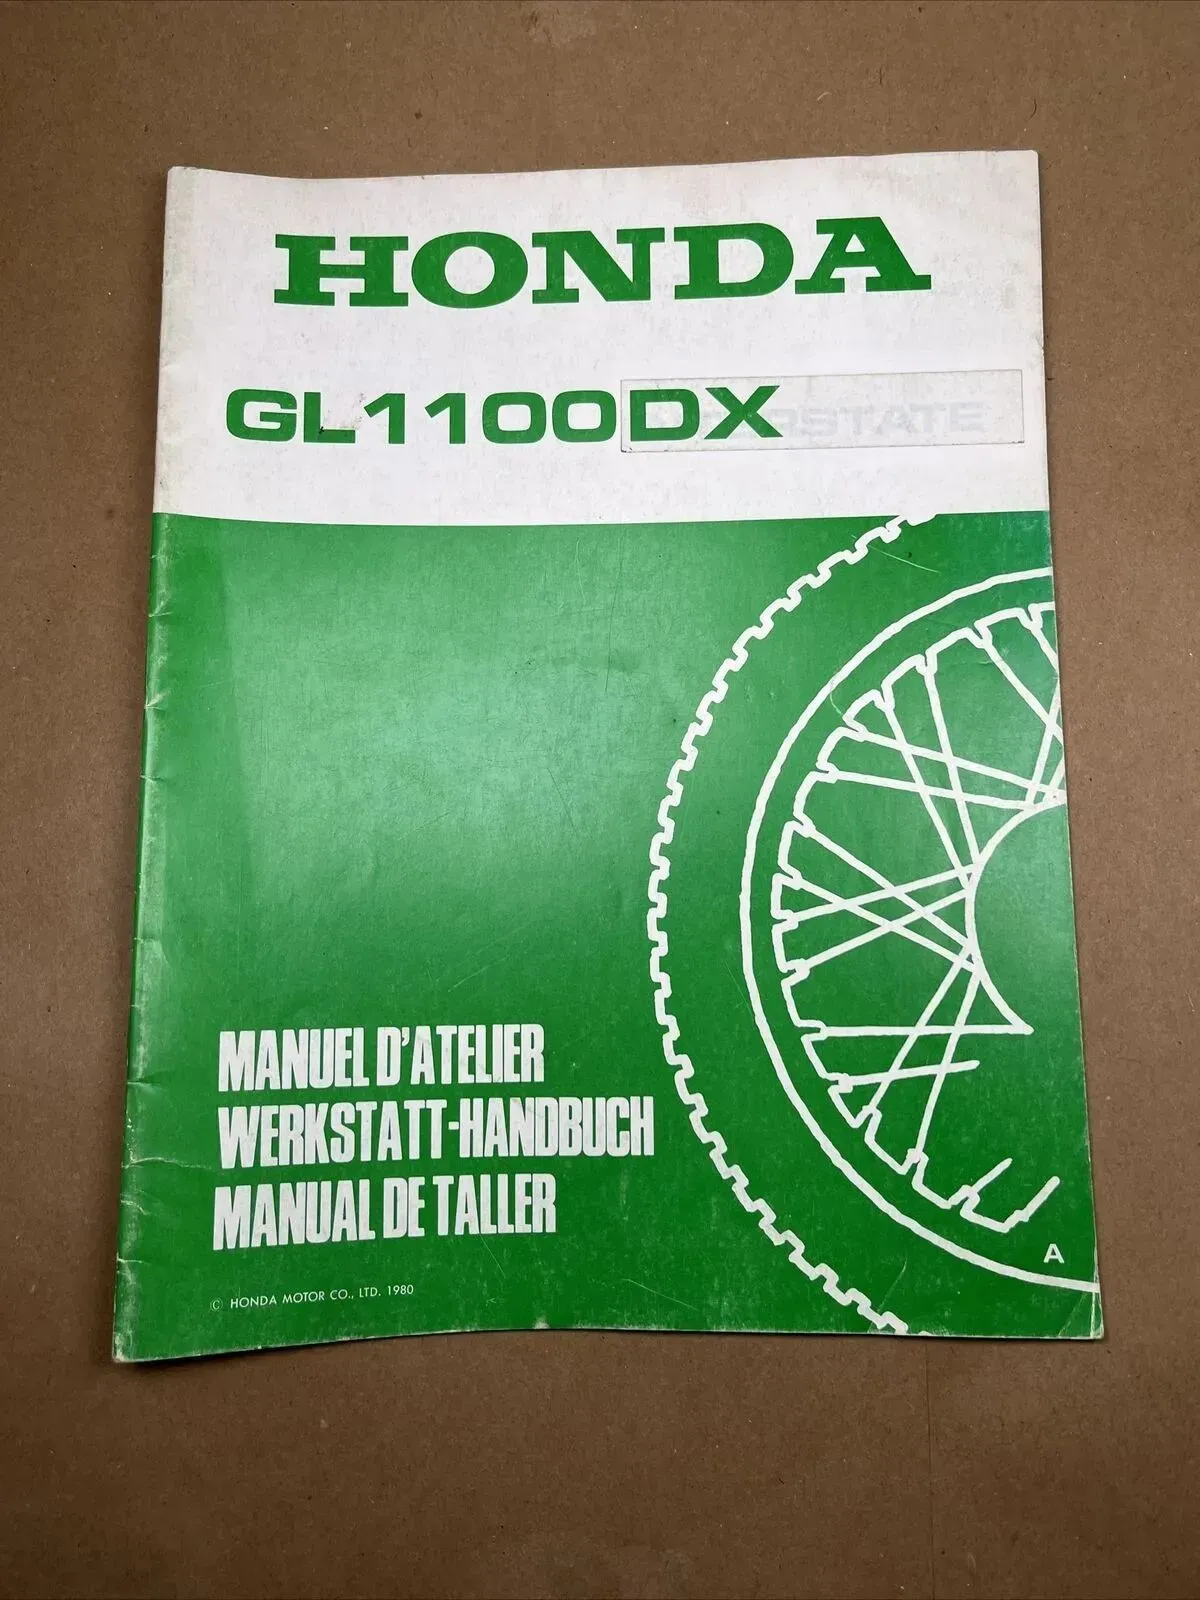 HONDA
GL1100DX
MANUEL D'ATELIER
WERKSTATT-HANDBUCH
MANUAL DE TALLER
© HONDA MOTOR CO., LTD. 1980
A